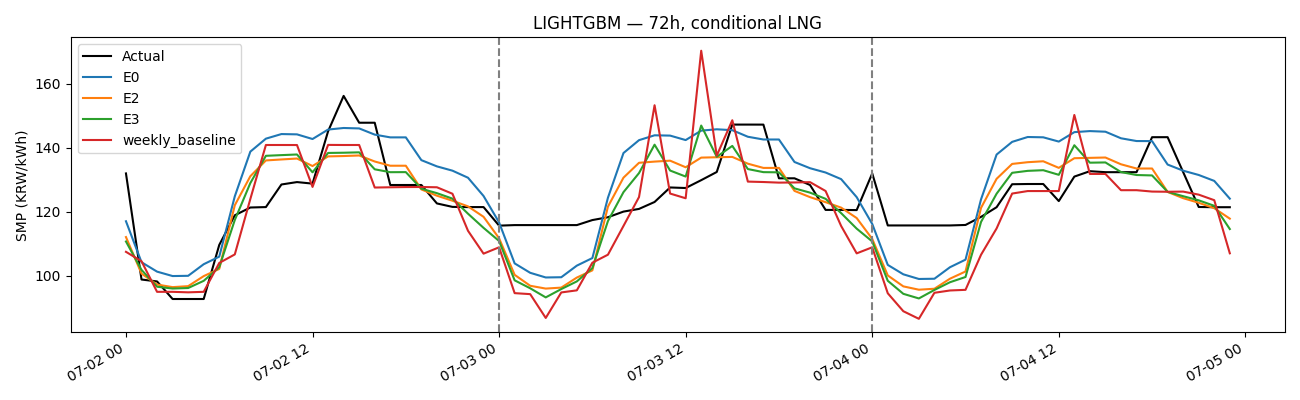 LIGHTGBM — 72h, conditional LNG
SMP (KRW/kWh)
160
140
120
100
Actual
E0
E2
E3
weekly_baseline
07-02 00
07-02 12
07-03 00
07-03 12
07-04 00
07-04 12
07-05 00